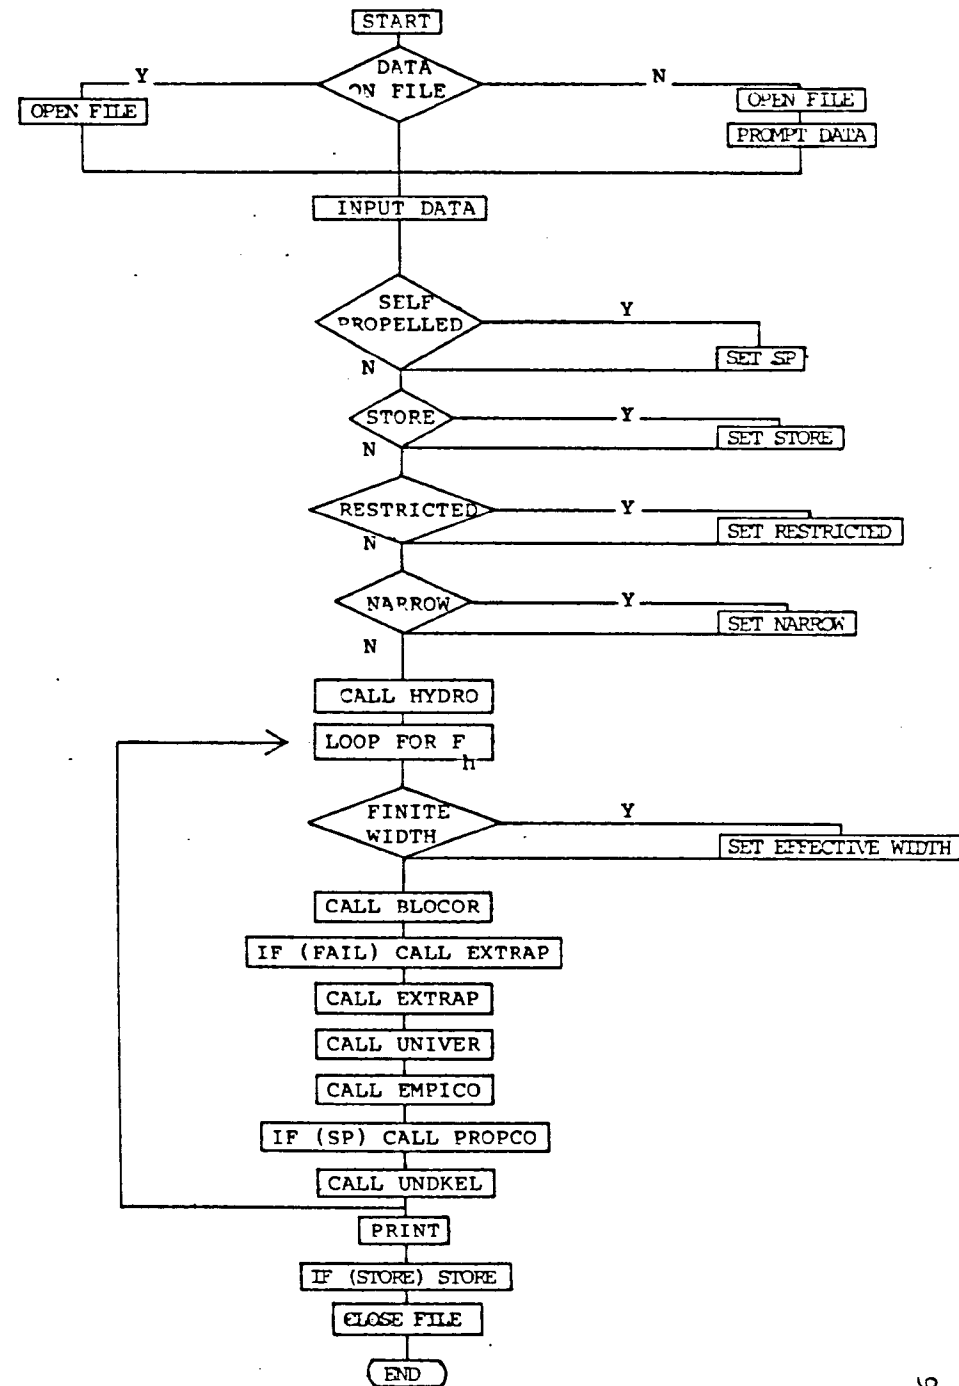 START
DATA
ON FILE
Y
N
OPEN FILE
OPEN FILE
PROMPT DATA
INPUT DATA
SELF
PROPELLED
Y
SET SP
N
STORE
Y
SET STORE
N
RESTRICTED
Y
SET RESTRICTED
N
NARROW
Y
SET NARROW
N
CALL HYDRO
LOOP FOR F
h
FINITE
WIDTH
Y
SET EFFECTIVE WIDTH
CALL BLOCOR
IF (FAIL) CALL EXTRAP
CALL EXTRAP
CALL UNIVER
CALL EMPICO
IF (SP) CALL PROPCO
CALL UNDKEL
PRINT
IF (STORE) STORE
CLOSE FILE
END